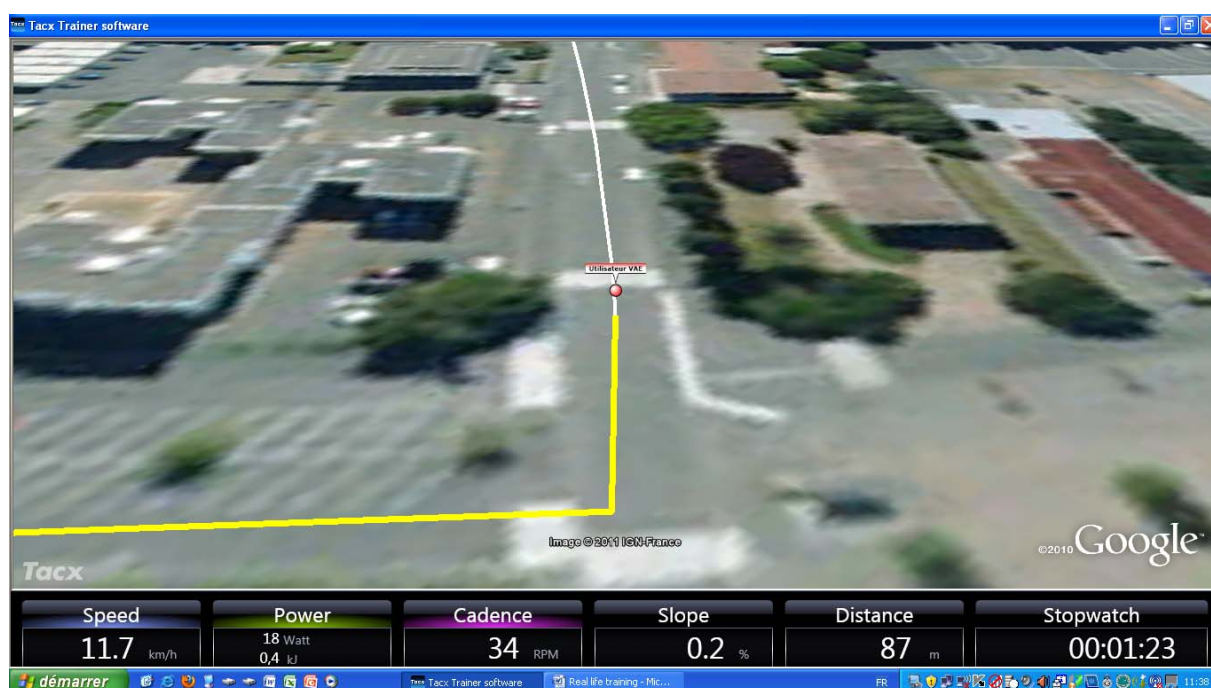 Tacx Trainer software
Utilisateur VAE
Image © 2011 IGN-France
©2010 Google
Tacx
Speed Power Cadence Slope Distance Stopwatch
11.7 km/h 18 Watt 34 RPM 0.2 % 87 m 00:01:23
0,4 kJ
démarrer Tacx Trainer software Real life training - Mic... FR 11:38